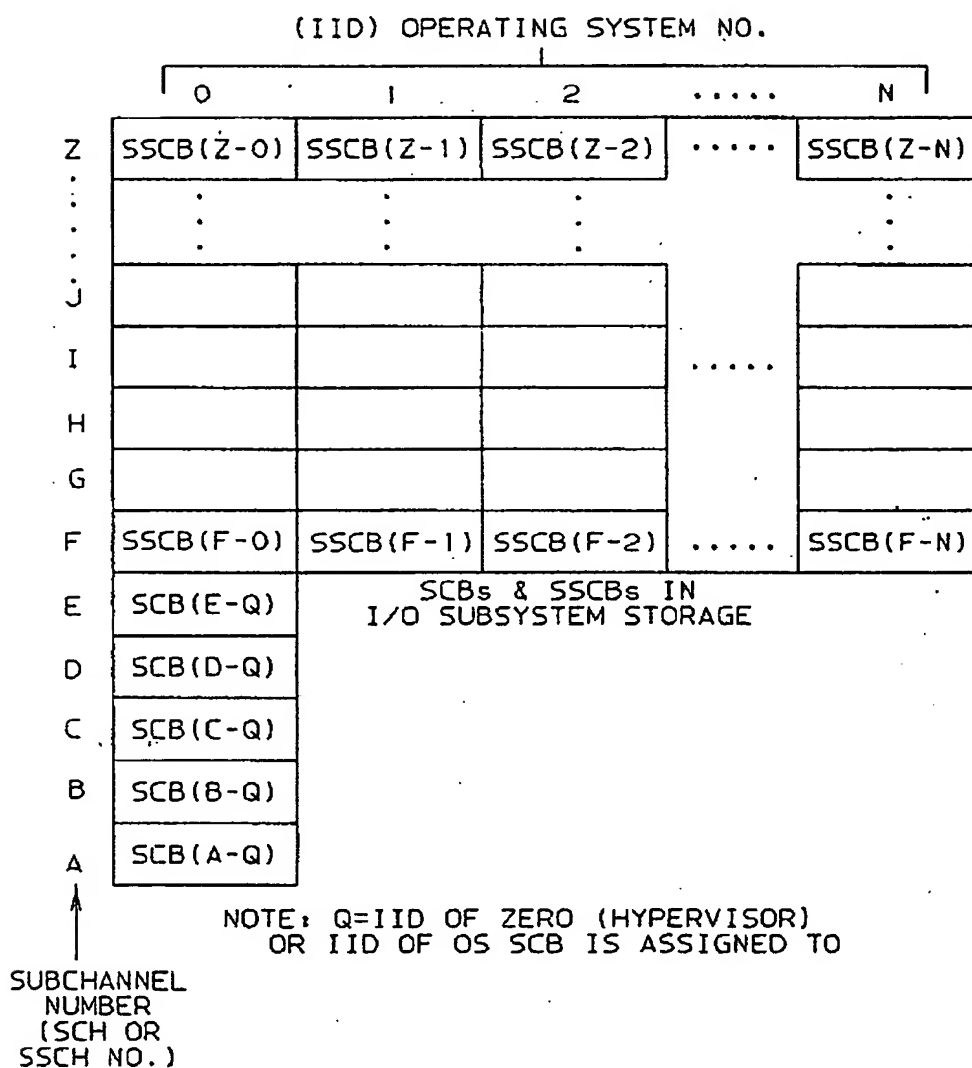 (IID) OPERATING SYSTEM NO.
0 1 2 ..... N
Z SSCB(Z-0) SSCB(Z-1) SSCB(Z-2) ..... SSCB(Z-N)
J
I .....
H
G
F SSCB(F-0) SSCB(F-1) SSCB(F-2) ..... SSCB(F-N)
E SCB(E-Q) SCBs & SSCBs IN
I/O SUBSYSTEM STORAGE
D SCB(D-Q)
C SCB(C-Q)
B SCB(B-Q)
A SCB(A-Q)
NOTE: Q=IID OF ZERO (HYPERVISOR)
OR IID OF OS SCB IS ASSIGNED TO
SUBCHANNEL
NUMBER
(SCH OR
SSCH NO.)